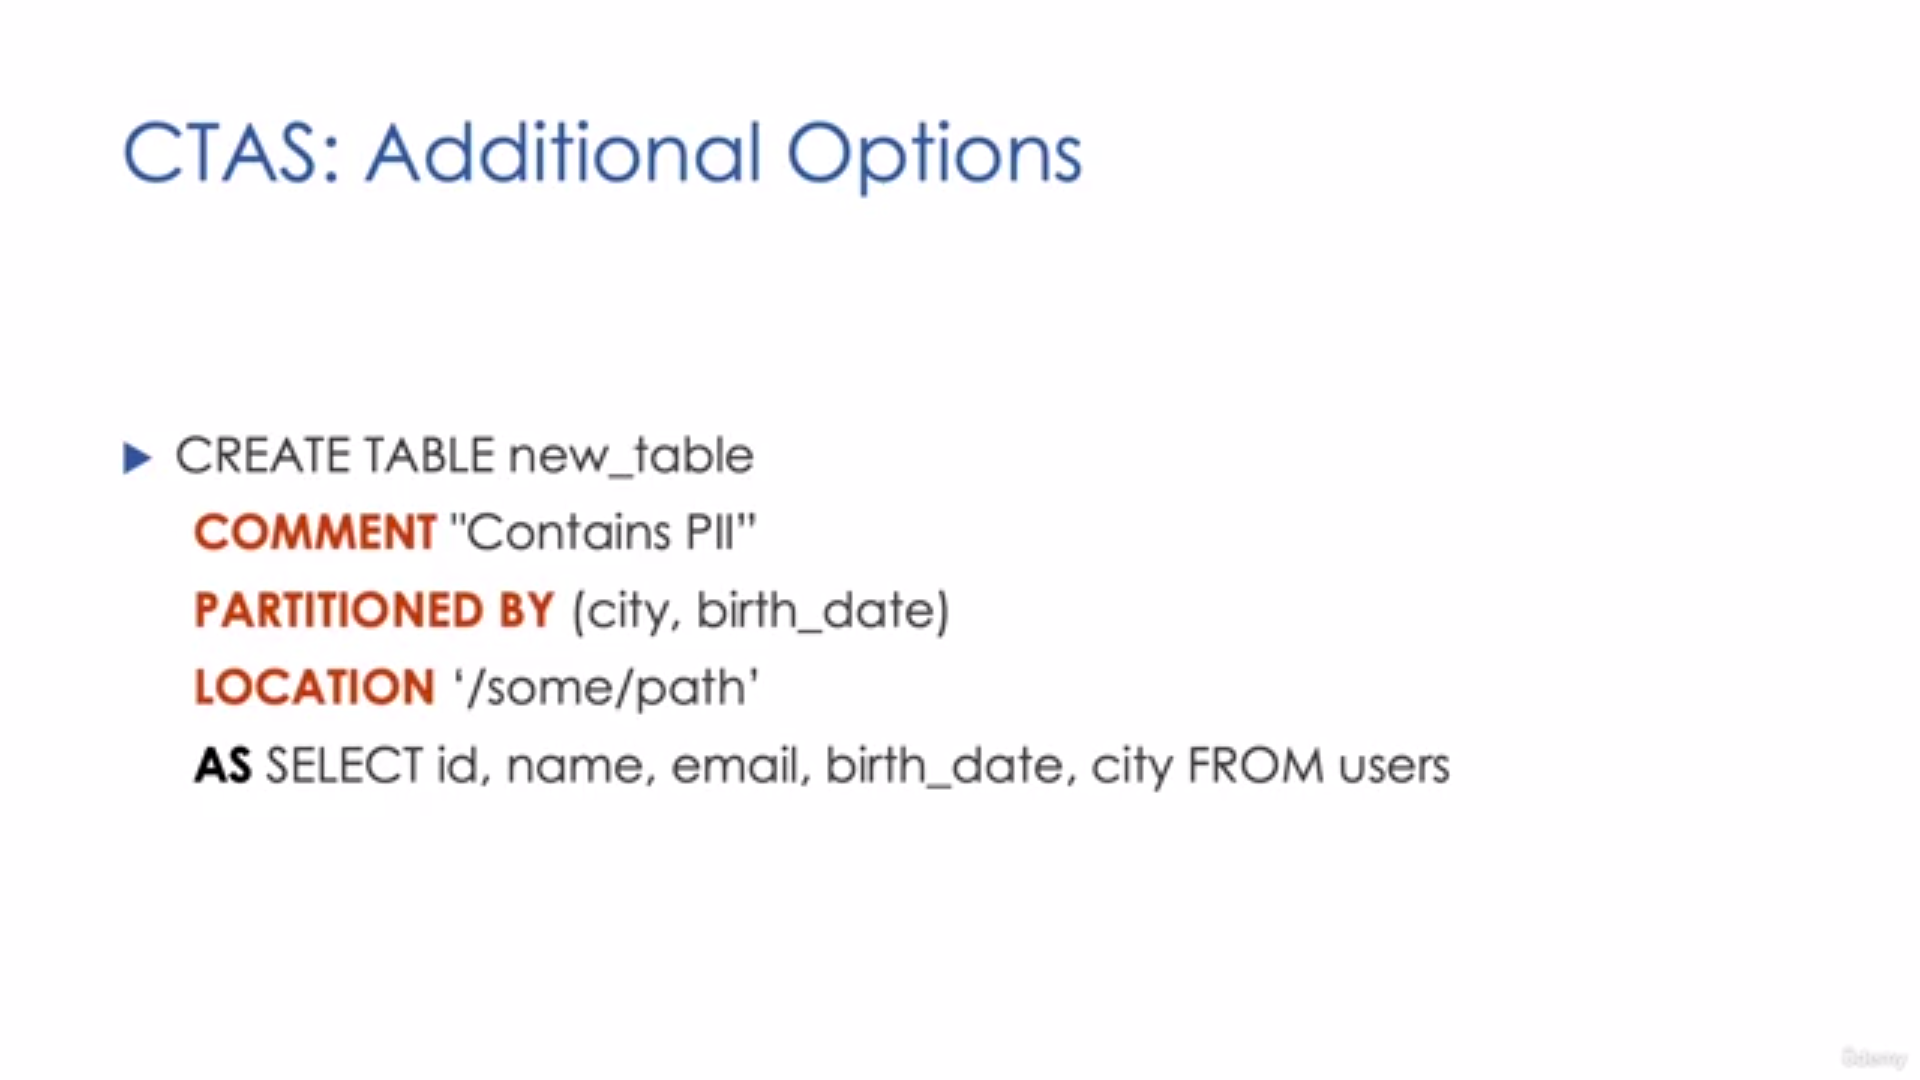 CTAS: Additional Options
CREATE TABLE new_table
COMMENT "Contains PII”
PARTITIONED BY (city, birth_date)
LOCATION ‘/some/path’
AS SELECT id, name, email, birth_date, city FROM users
ûdemy